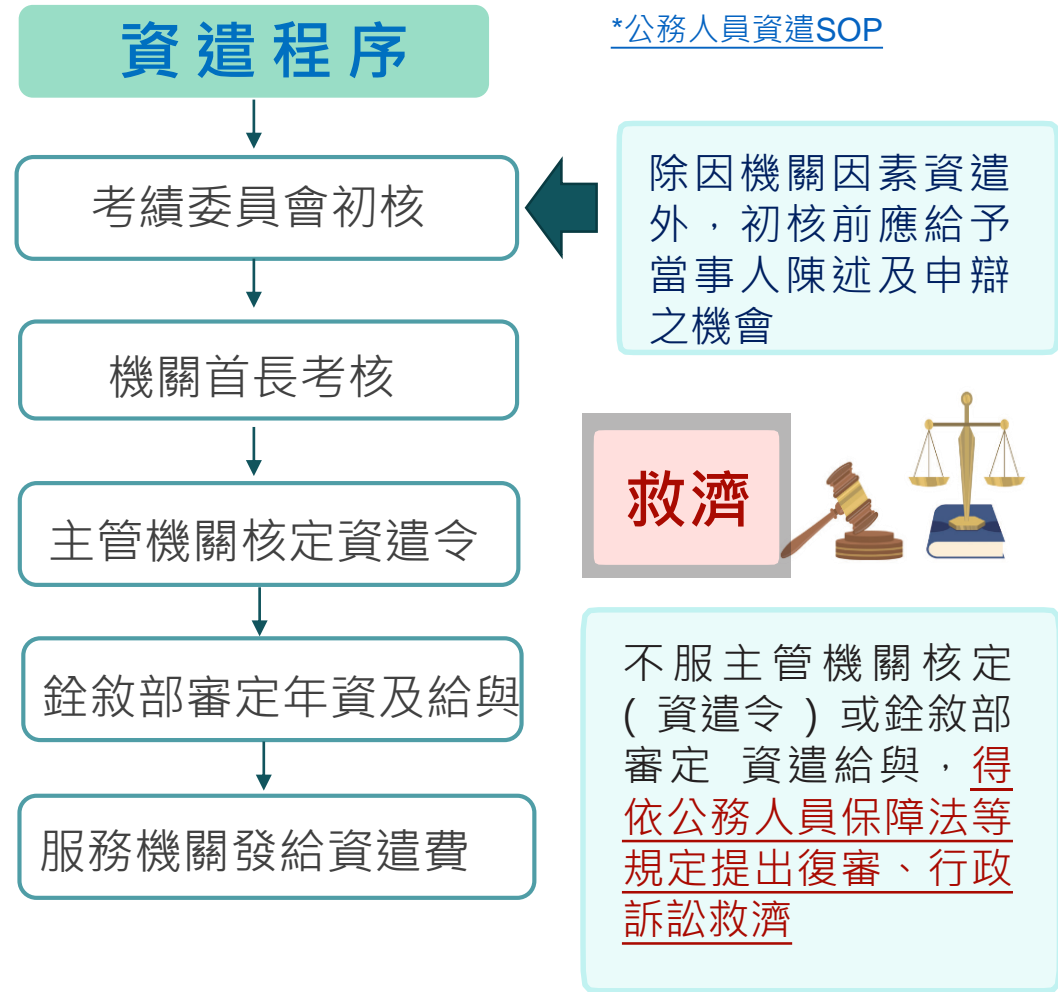 資遣程序
*公務人員資遣SOP
考績委員會初核
除因機關因素資遣
外，初核前應給予
當事人陳述及申辯
之機會
機關首長考核
主管機關核定資遣令
銓敘部審定年資及給與
服務機關發給資遣費
救濟
不服主管機關核定
(資遣令)或銓敘部
審定 資遣給與，得
依公務人員保障法等
規定提出復審、行政
訴訟救濟